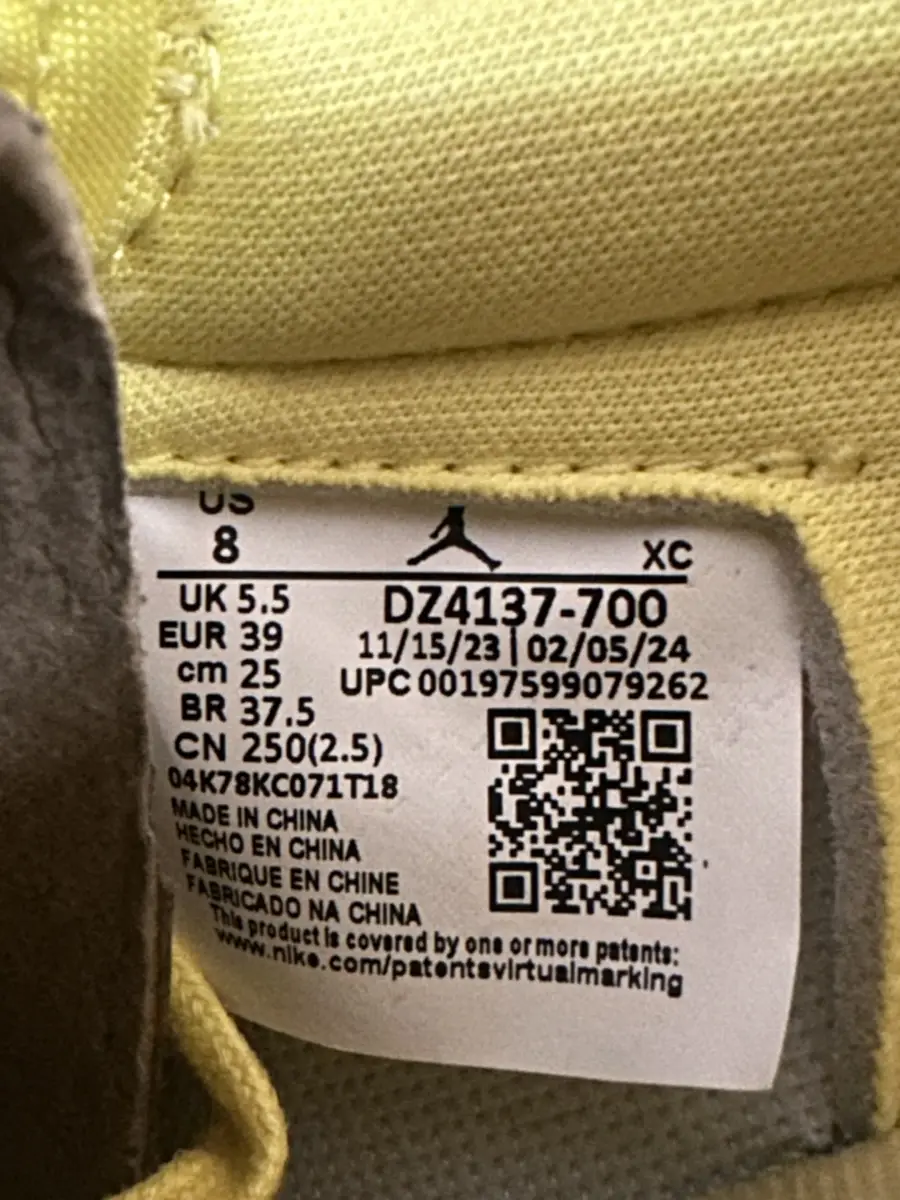 US
8
XC
UK 5.5
EUR 39
cm 25
BR 37.5
CN 250(2.5)
DZ4137-700
11/15/23 | 02/05/24
UPC 00197599079262
04K78KC071T18
MADE IN CHINA
HECHO EN CHINA
FABRIQUE EN CHINE
FABRICADO NA CHINA
This product is covered by one or more patents:
www.nike.com/patentsvirtualmarking